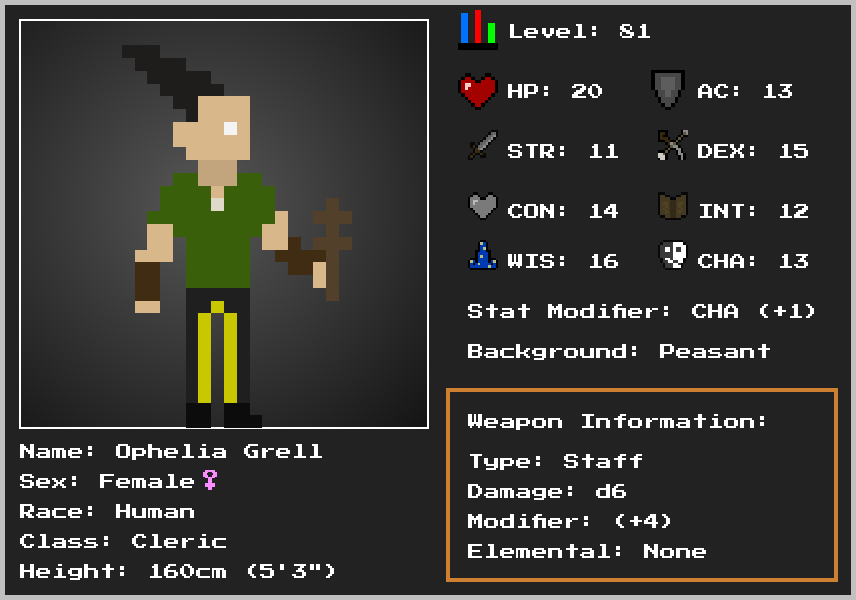 Level: 81
HP: 20 AC: 13
STR: 11 DEX: 15
CON: 14 INT: 12
WIS: 16 CHA: 13
Stat Modifier: CHA (+1)
Background: Peasant
Weapon Information:
Type: Staff
Damage: d6
Modifier: (+4)
Elemental: None
Name: Ophelia Grell
Sex: Female♀
Race: Human
Class: Cleric
Height: 160cm (5'3")